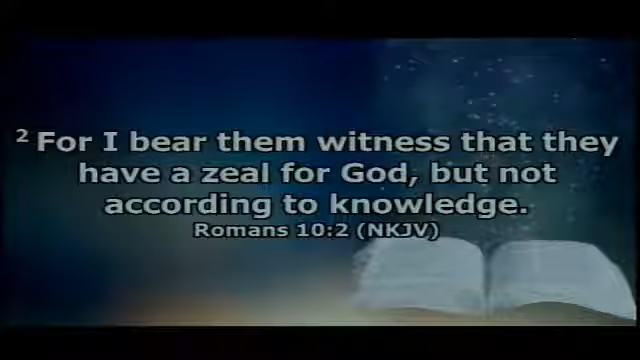 2 For I bear them witness that they
have a zeal for God, but not
according to knowledge.
Romans 10:2 (NKJV)